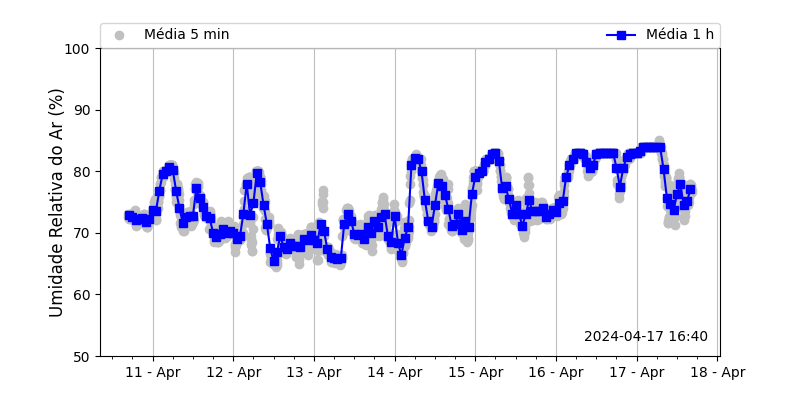 Média 5 min Média 1 h
100
90
80
70
60
50
Umidade Relativa do Ar (%)
2024-04-17 16:40
11 - Apr 12 - Apr 13 - Apr 14 - Apr 15 - Apr 16 - Apr 17 - Apr 18 - Apr